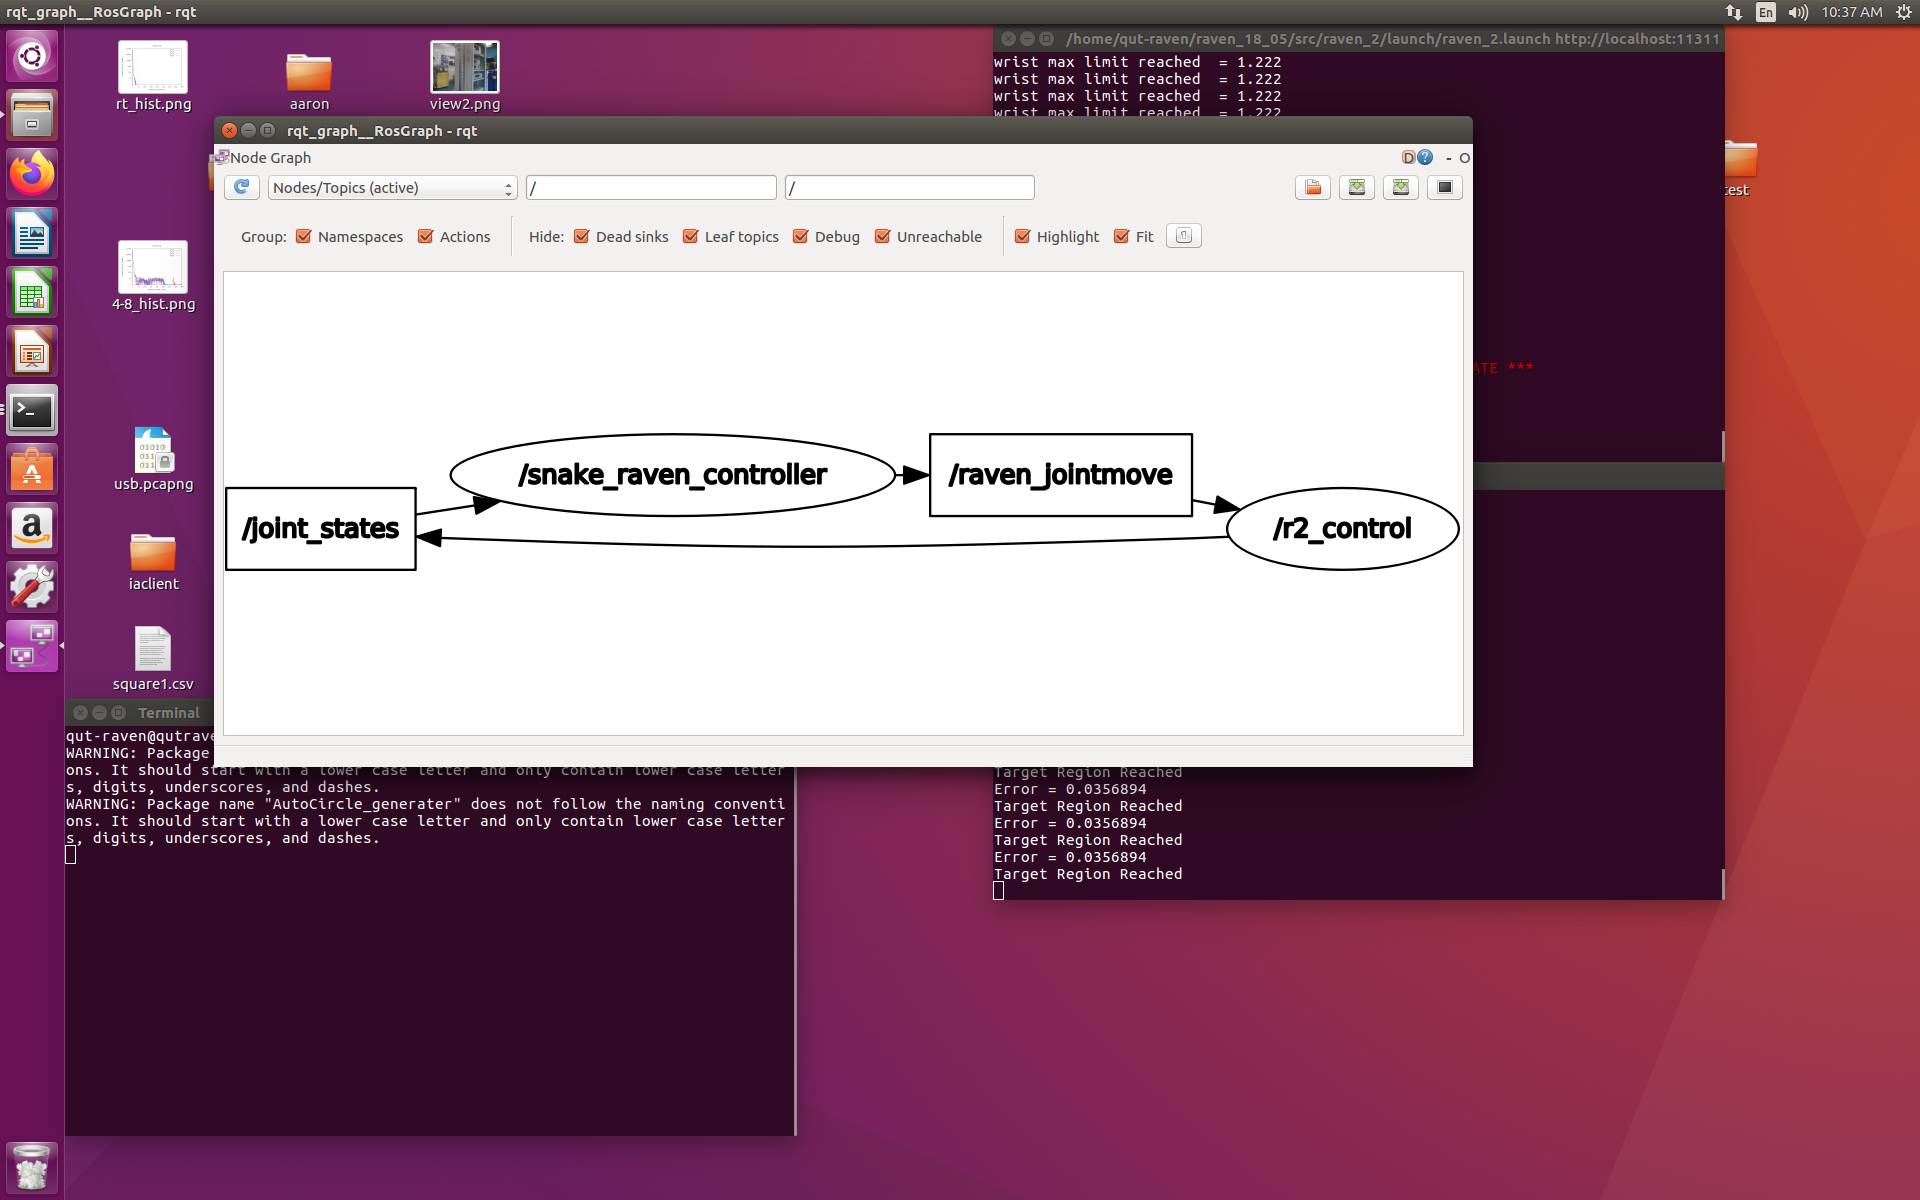 rqt_graph__RosGraph - rqt
En
10:37 AM
/home/qut-raven/raven_18_05/src/raven_2/launch/raven_2.launch http://localhost:11311
wrist max limit reached  = 1.222
wrist max limit reached  = 1.222
wrist max limit reached  = 1.222
wrist max limit reached  = 1.222
ATE ***
rt_hist.png
aaron
view2.png
test
4-8_hist.png
usb.pcapng
iaclient
square1.csv
rqt_graph__RosGraph - rqt
Node Graph
D
- O
Nodes/Topics (active)
/
/
Group: Namespaces Actions Hide: Dead sinks Leaf topics Debug Unreachable Highlight Fit
/snake_raven_controller
/raven_jointmove
/joint_states
/r2_control
Terminal
qut-raven@qutrave
WARNING: Package
ons. It should start with a lower case letter and only contain lower case letter
s, digits, underscores, and dashes.
WARNING: Package name "AutoCircle_generater" does not follow the naming conventi
ons. It should start with a lower case letter and only contain lower case letter
s, digits, underscores, and dashes.
Target Region Reached
Error = 0.0356894
Target Region Reached
Error = 0.0356894
Target Region Reached
Error = 0.0356894
Target Region Reached